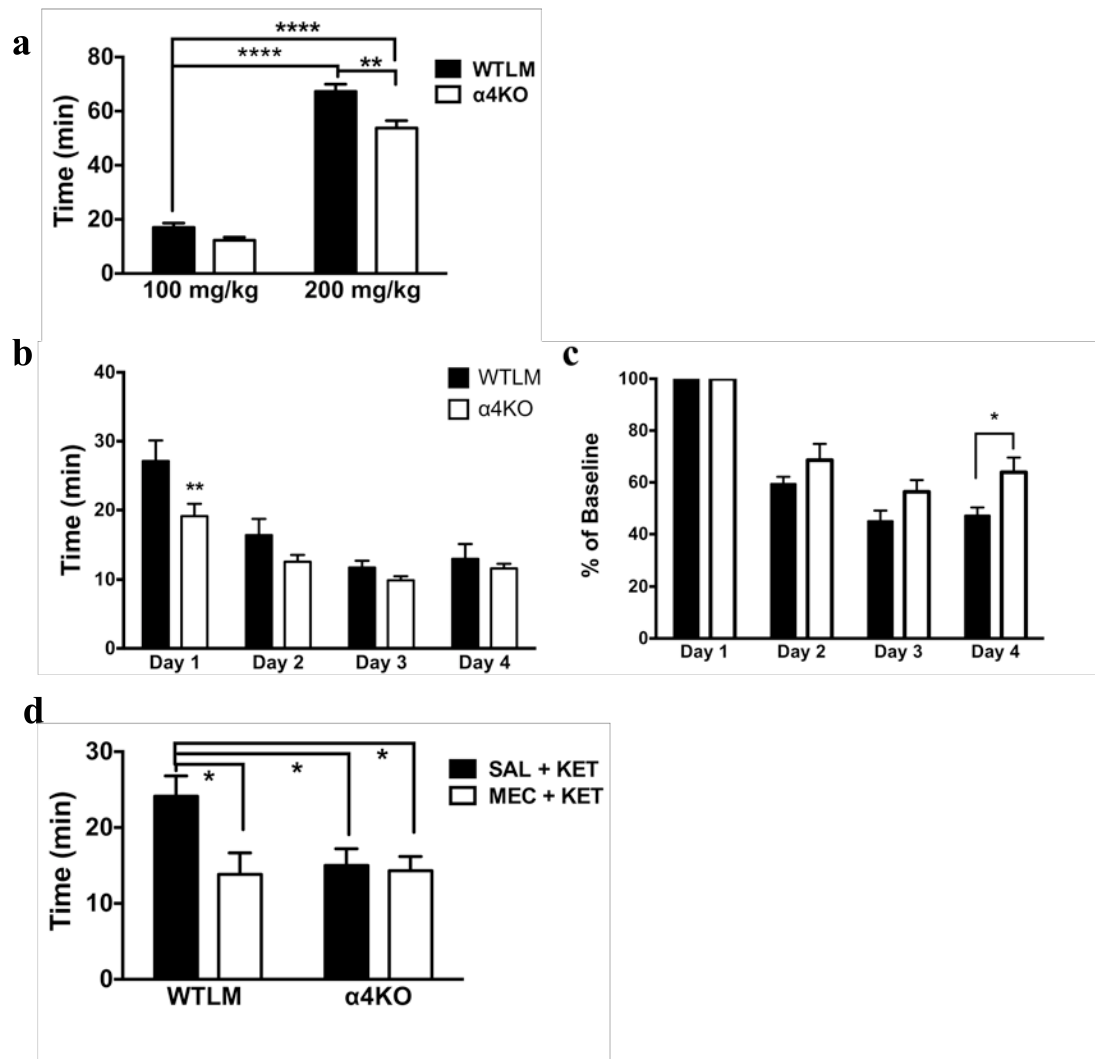 a
****
****
**
80
60
40
20
0
Time (min)
WTLM
α4KO
100 mg/kg
200 mg/kg
b
40
30
20
10
0
Time (min)
WTLM
α4KO
**
Day 1
Day 2
Day 3
Day 4
c
100
80
60
40
20
0
% of Baseline
*
Day 1
Day 2
Day 3
Day 4
d
30
20
10
0
Time (min)
*
*
*
SAL + KET
MEC + KET
WTLM
α4KO